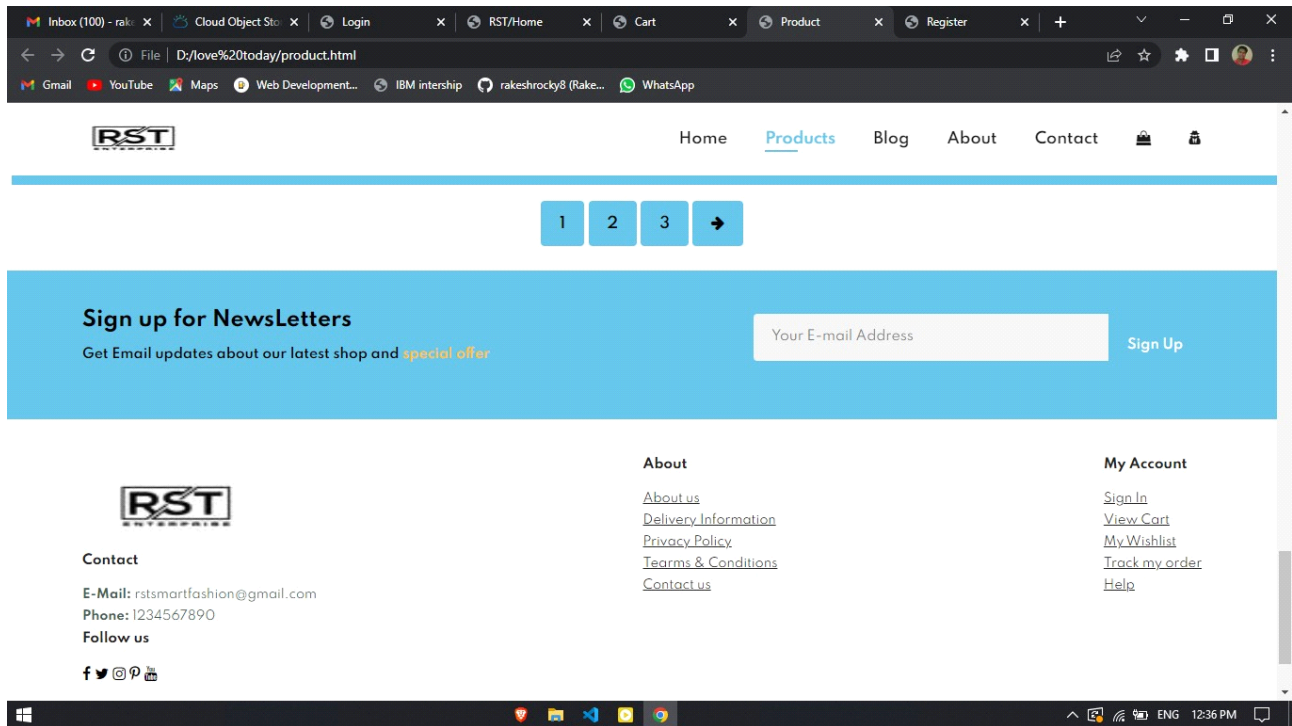 Inbox (100) - rake
Cloud Object Sto
Login
RST/Home
Cart
Product
Register
File
D:/love%20today/product.html
Gmail
YouTube
Maps
Web Development...
IBM intership
rakeshrocky8 (Rake...
WhatsApp
RST
ENTERPRISE
Home
Products
Blog
About
Contact
1
2
3
Sign up for NewsLetters
Get Email updates about our latest shop and special offer
Your E-mail Address
Sign Up
RST
ENTERPRISE
Contact
E-Mail: rstsmartfashion@gmail.com
Phone: 1234567890
Follow us
About
About us
Delivery Information
Privacy Policy
Tearms & Conditions
Contact us
My Account
Sign In
View Cart
My Wishlist
Track my order
Help
ENG
12:36 PM